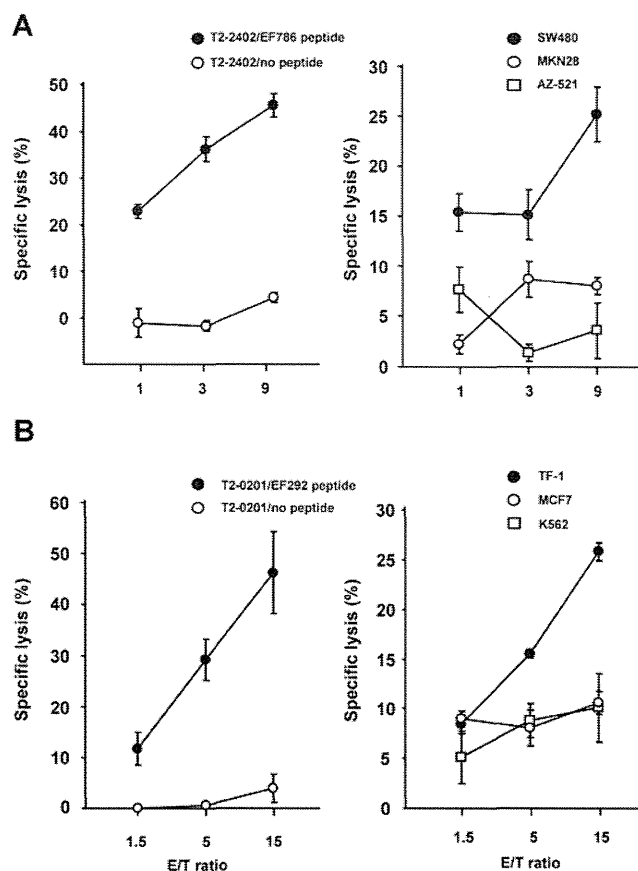 A
T2-2402/EF786 peptide
T2-2402/no peptide
Specific lysis (%)
50
40
30
20
10
0
1
3
9
SW480
MKN28
AZ-521
Specific lysis (%)
30
25
20
15
10
5
0
1
3
9
B
T2-0201/EF292 peptide
T2-0201/no peptide
Specific lysis (%)
60
50
40
30
20
10
0
1.5
5
15
E/T ratio
TF-1
MCF7
K562
Specific lysis (%)
30
25
20
15
10
5
0
1.5
5
15
E/T ratio